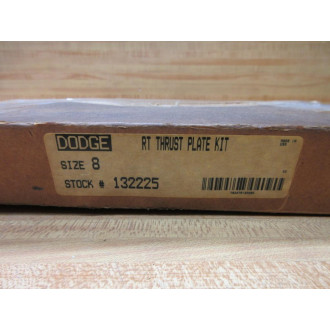 DODGE
RT THRUST PLATE KIT
SIZE 8
STOCK # 132225